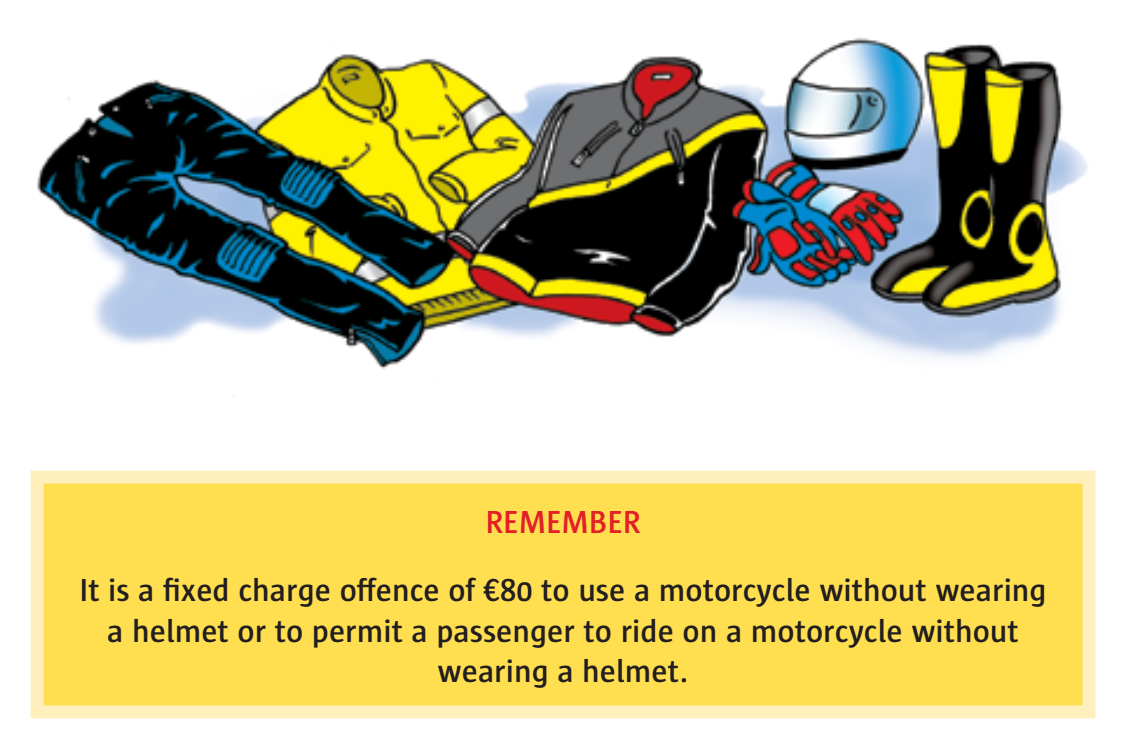 REMEMBER
It is a fixed charge offence of €80 to use a motorcycle without wearing
a helmet or to permit a passenger to ride on a motorcycle without
wearing a helmet.